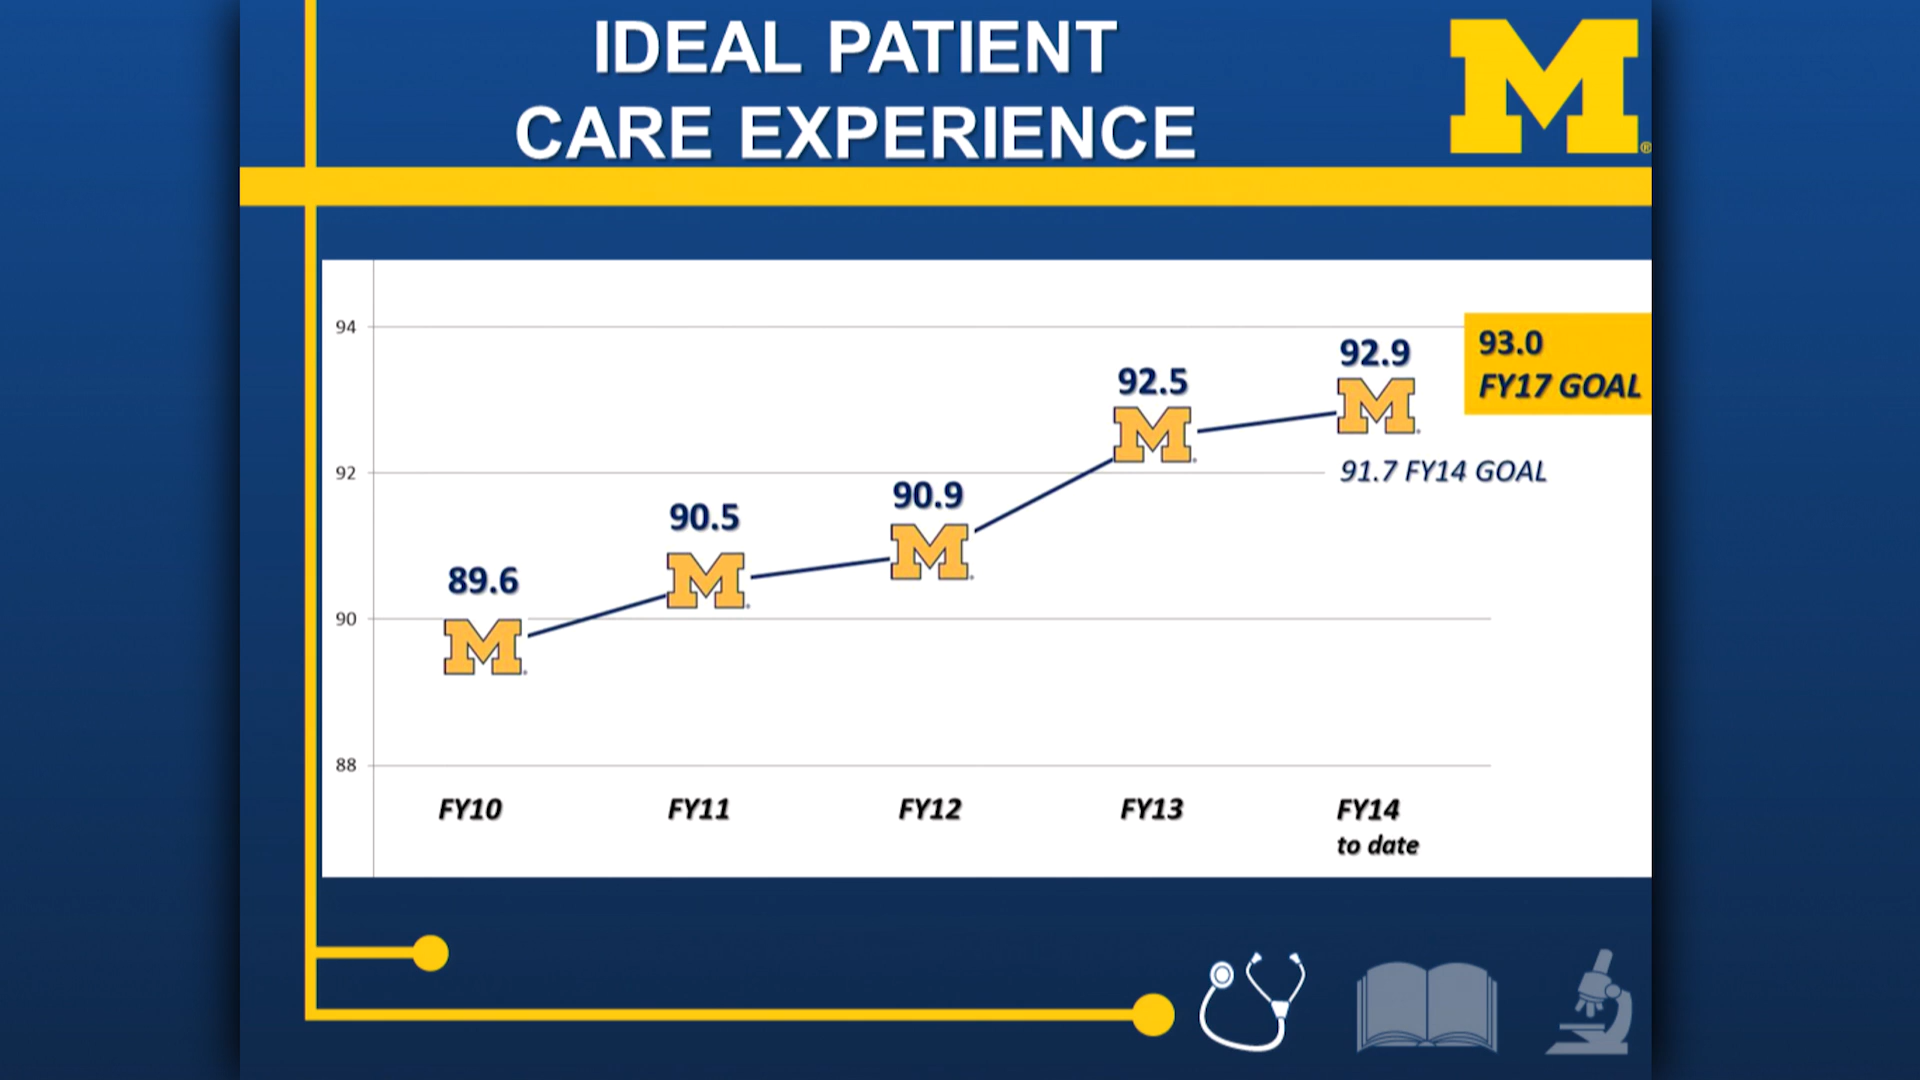 IDEAL PATIENT
CARE EXPERIENCE
M®
94
92
90
88
89.6
90.5
90.9
92.5
92.9
93.0
FY17 GOAL
91.7 FY14 GOAL
FY10
FY11
FY12
FY13
FY14
to date